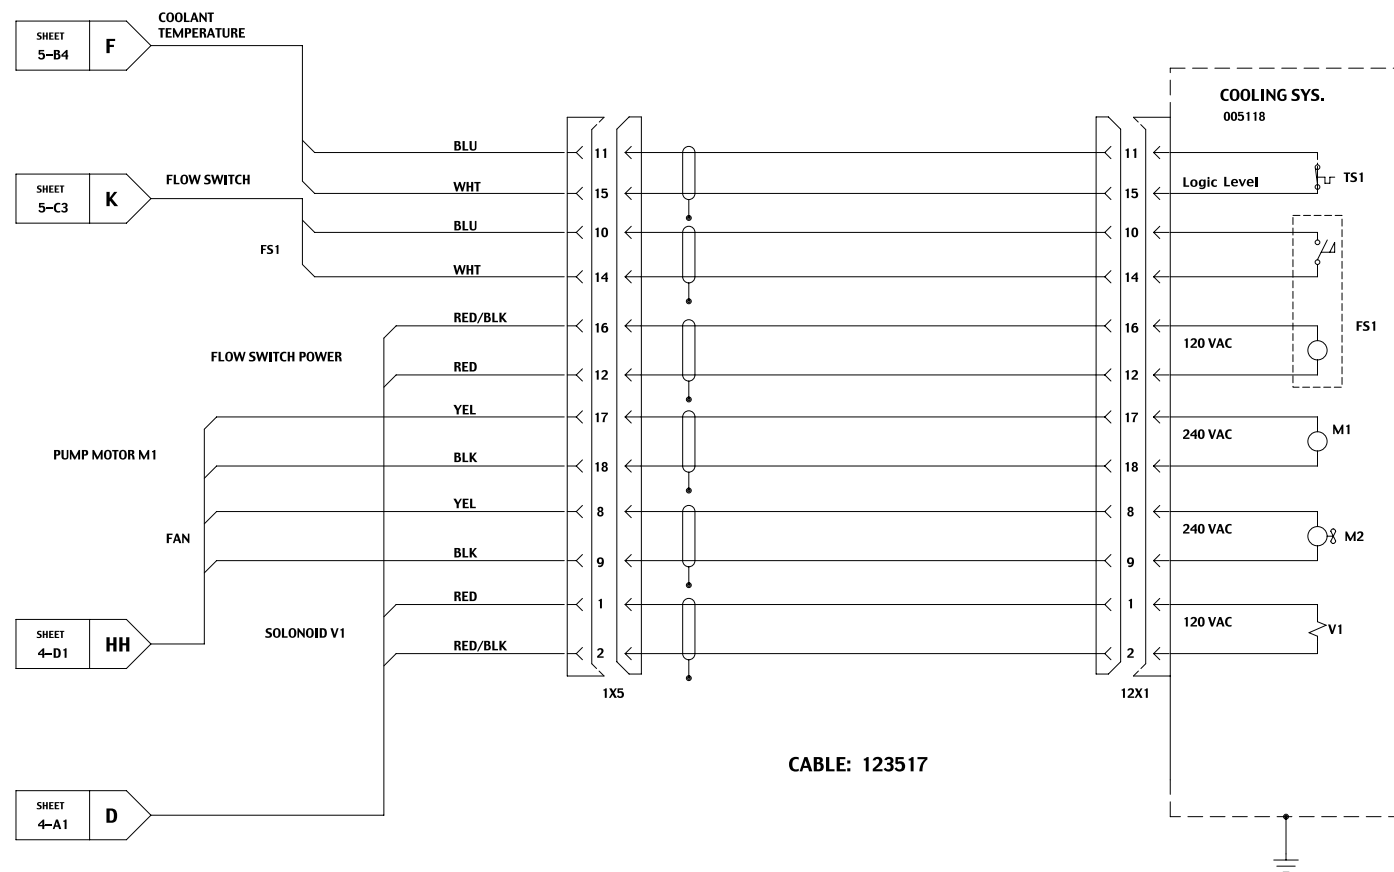 COOLANT
TEMPERATURE
SHEET
5-B4
F
COOLING SYS.
005118
BLU
11
11
TS1
SHEET
5-C3
K
FLOW SWITCH
WHT
15
15
Logic Level
BLU
10
10
FS1
WHT
14
14
RED/BLK
16
16
FS1
120 VAC
FLOW SWITCH POWER
RED
12
12
YEL
17
17
M1
240 VAC
PUMP MOTOR M1
BLK
18
18
YEL
8
8
240 VAC
M2
FAN
BLK
9
9
RED
1
1
120 VAC
V1
SOLONOID V1
SHEET
4-D1
HH
RED/BLK
2
2
1X5
12X1
CABLE: 123517
SHEET
4-A1
D